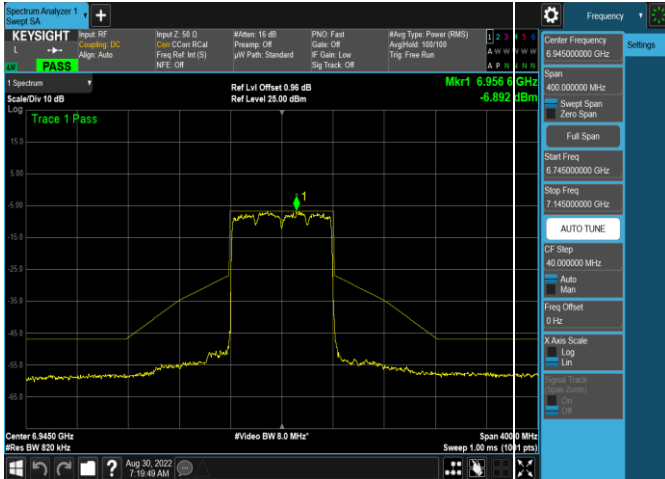 Spectrum Analyzer 1
Swept SA
KEYSIGHT
L
LV
PASS
Input: RF
Coupling: DC
Align: Auto
Input Z: 50 Ω
Corr CCorr RCal
Freq Ref: Int (S)
NFE: Off
#Atten: 16 dB
Preamp: Off
µW Path: Standard
PNO: Fast
Gate: Off
IF Gain: Low
Sig Track: Off
#Avg Type: Power (RMS)
Avg|Hold: 100/100
Trig: Free Run
1 2 3 4 5 6
A W W W W W
A P N N N N
1 Spectrum
Scale/Div 10 dB
Log
Ref Lvl Offset 0.96 dB
Ref Level 25.00 dBm
Mkr1 6.956 6 GHz
-6.892 dBm
Trace 1 Pass
15.0
5.00
-5.00
-15.0
-25.0
-35.0
-45.0
-55.0
-65.0
1
Center 6.9450 GHz
#Res BW 820 kHz
#Video BW 8.0 MHz*
Span 400.0 MHz
Sweep 1.00 ms (1001 pts)
Aug 30, 2022
7:19:49 AM
Frequency
Settings
Center Frequency
6.945000000 GHz
Span
400.000000 MHz
Swept Span
Zero Span
Full Span
Start Freq
6.745000000 GHz
Stop Freq
7.145000000 GHz
AUTO TUNE
CF Step
40.000000 MHz
Auto
Man
Freq Offset
0 Hz
X Axis Scale
Log
Lin
Signal Track
(Span Zoom)
On
Off